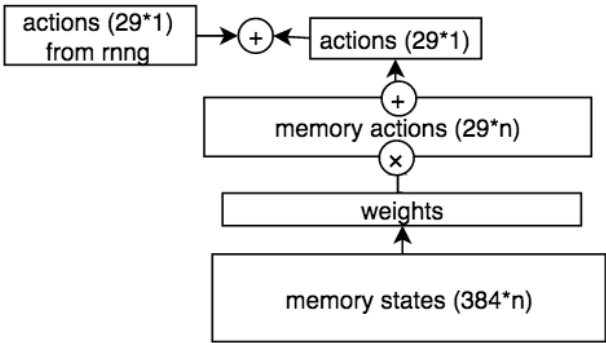 actions (29*1)
from rnng
+
actions (29*1)
+
memory actions (29*n)
×
weights
memory states (384*n)